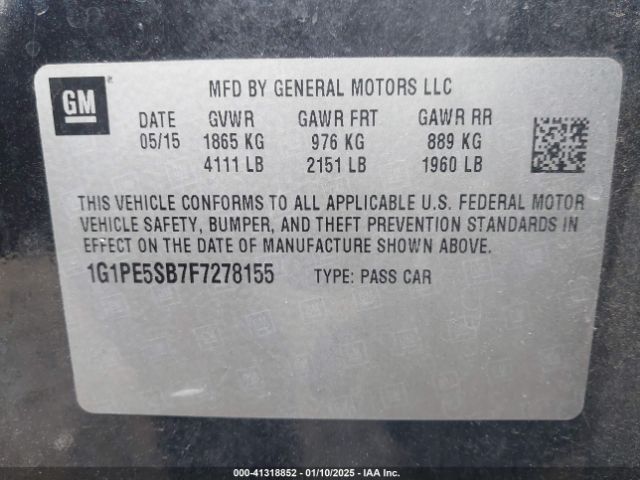 GM
MFD BY GENERAL MOTORS LLC
DATE GVWR GAWR FRT GAWR RR
05/15 1865 KG 976 KG 889 KG
4111 LB 2151 LB 1960 LB
THIS VEHICLE CONFORMS TO ALL APPLICABLE U.S. FEDERAL MOTOR
VEHICLE SAFETY, BUMPER, AND THEFT PREVENTION STANDARDS IN
EFFECT ON THE DATE OF MANUFACTURE SHOWN ABOVE.
1G1PE5SB7F7278155 TYPE: PASS CAR
000-41318852 - 01/10/2025 - IAA Inc.